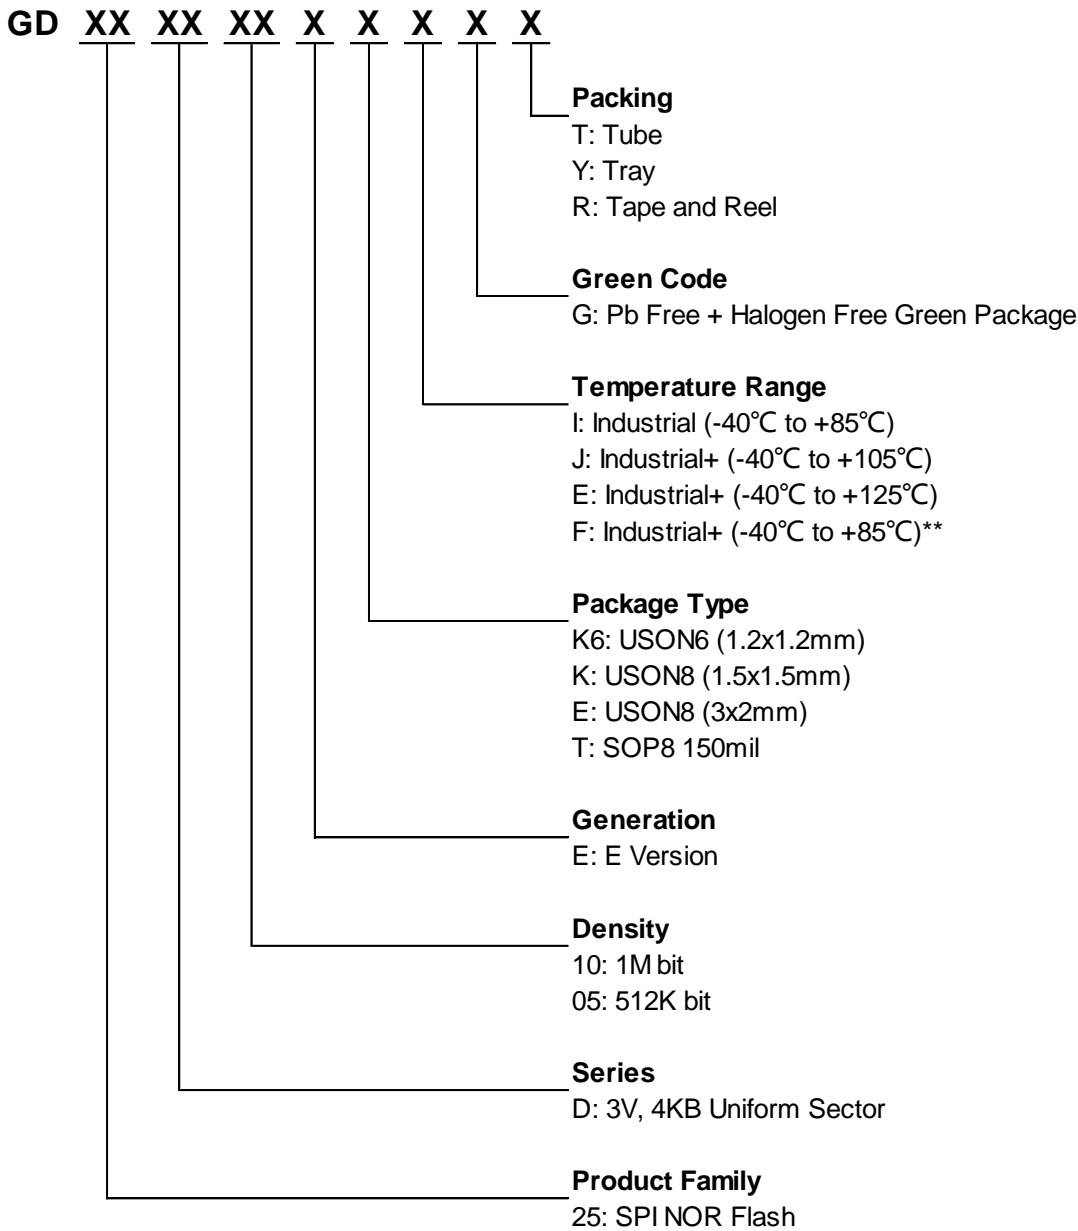 GD XX XX XX X X X X X
Packing
T: Tube
Y: Tray
R: Tape and Reel
Green Code
G: Pb Free + Halogen Free Green Package
Temperature Range
I: Industrial (-40℃ to +85℃)
J: Industrial+ (-40℃ to +105℃)
E: Industrial+ (-40℃ to +125℃)
F: Industrial+ (-40℃ to +85℃)**
Package Type
K6: USON6 (1.2x1.2mm)
K: USON8 (1.5x1.5mm)
E: USON8 (3x2mm)
T: SOP8 150mil
Generation
E: E Version
Density
10: 1M bit
05: 512K bit
Series
D: 3V, 4KB Uniform Sector
Product Family
25: SPI NOR Flash